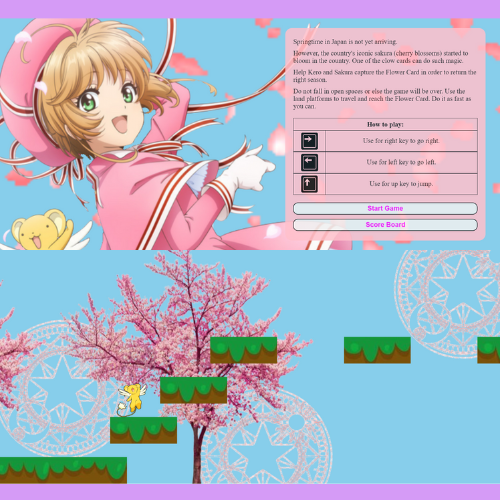 Springtime in Japan is not yet arriving.
However, the country's iconic sakura (cherry blossoms) started to
bloom in the country. One of the clow cards can do such magic.
Help Kero and Sakura capture the Flower Card in order to return the
right season.
Do not fall in open spaces or else the game will be over. Use the
land platforms to travel and reach the Flower Card. Do it as fast as
you can.
How to play:
Use for right key to go right.
Use for left key to go left.
Use for up key to jump.
Start Game
Score Board